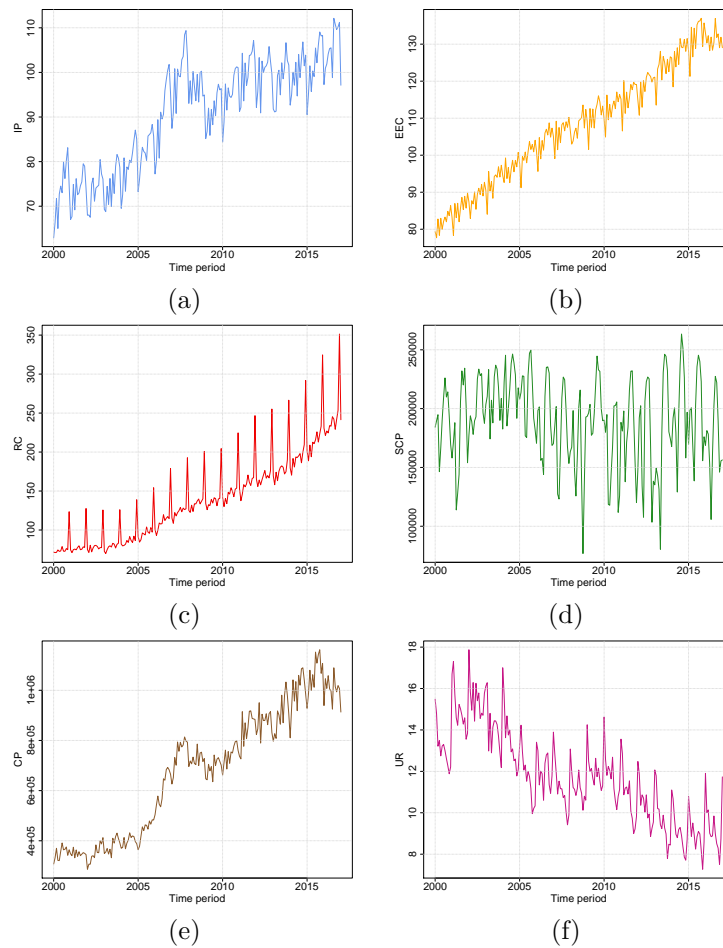 IP
70 80 90 100 110
2000 2005 2010 2015
Time period
(a)
EEC
80 90 100 110 120 130
2000 2005 2010 2015
Time period
(b)
RC
100 150 200 250 300 350
2000 2005 2010 2015
Time period
(c)
SCP
100000 150000 200000 250000
2000 2005 2010 2015
Time period
(d)
CP
4e+05 6e+05 8e+05 1e+06
2000 2005 2010 2015
Time period
(e)
UR
8 10 12 14 16 18
2000 2005 2010 2015
Time period
(f)